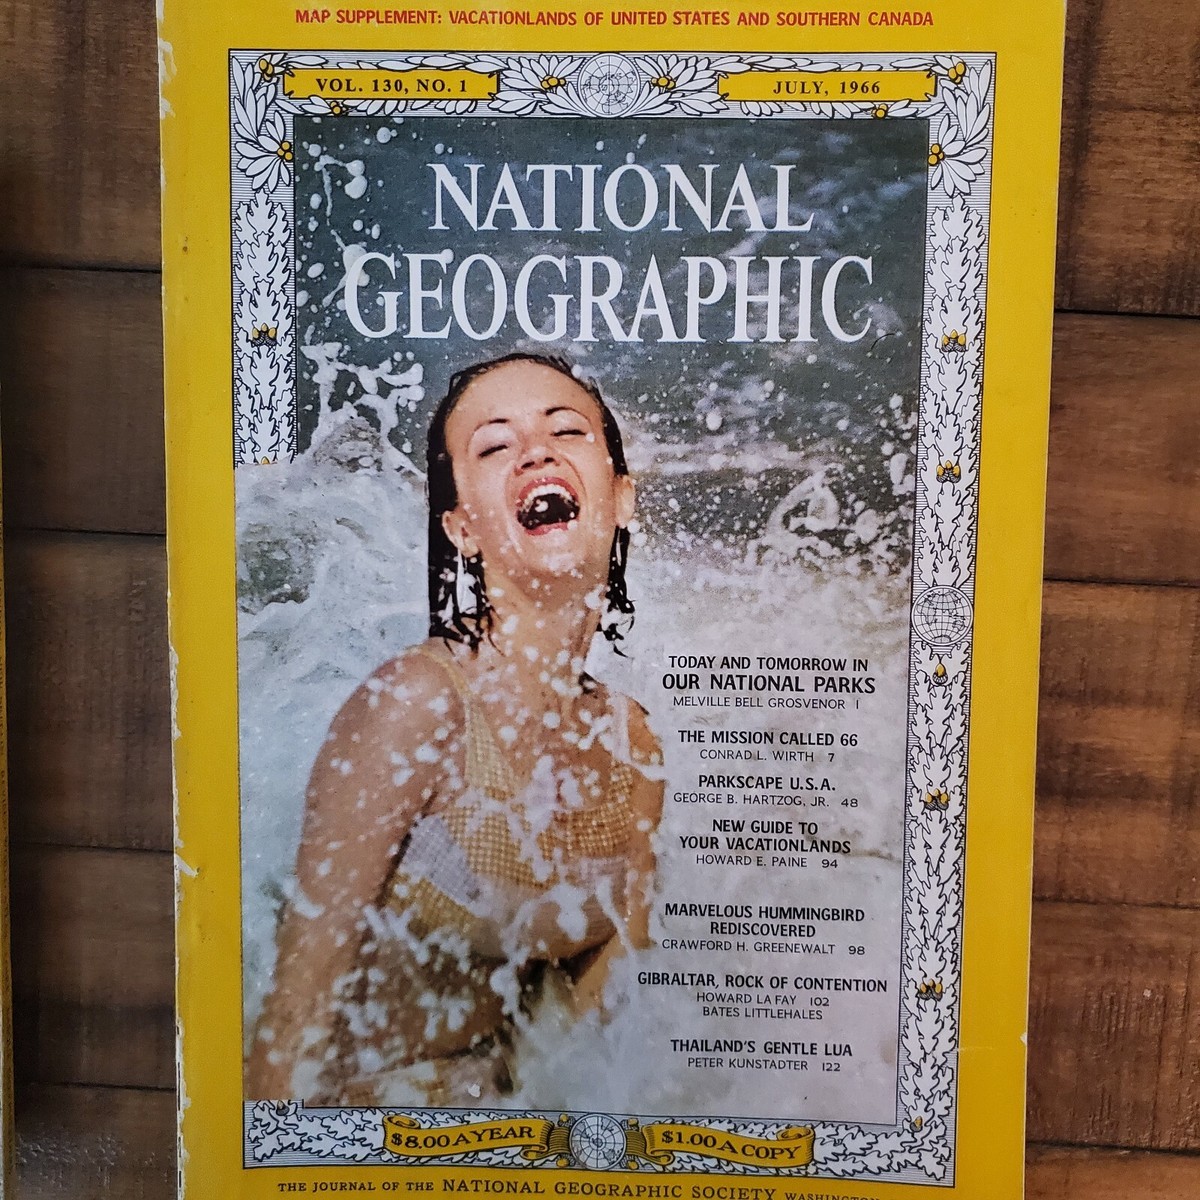 MAP SUPPLEMENT: VACATIONLANDS OF UNITED STATES AND SOUTHERN CANADA
VOL. 130, NO. 1
JULY, 1966
NATIONAL
GEOGRAPHIC
TODAY AND TOMORROW IN
OUR NATIONAL PARKS
MELVILLE BELL GROSVENOR 1
THE MISSION CALLED 66
CONRAD L. WIRTH 7
PARKSCAPE U.S.A.
GEORGE B. HARTZOG, JR. 48
NEW GUIDE TO
YOUR VACATIONLANDS
HOWARD E. PAINE 94
MARVELOUS HUMMINGBIRD
REDISCOVERED
CRAWFORD H. GREENEWALT 98
GIBRALTAR, ROCK OF CONTENTION
HOWARD LA FAY 102
BATES LITTLEHALES
THAILAND'S GENTLE LUA
PETER KUNSTADTER 122
$8.00 A YEAR
$1.00 A COPY
THE JOURNAL OF THE NATIONAL GEOGRAPHIC SOCIETY WASHINGTON